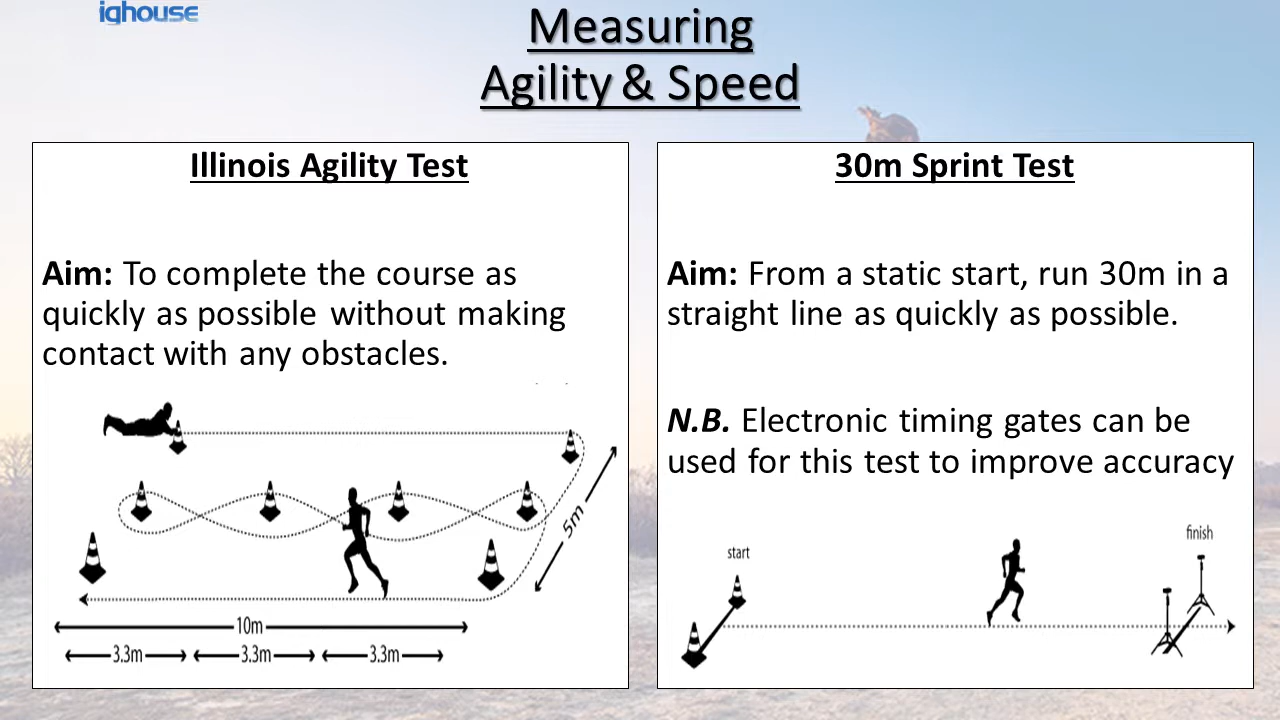 ighouse
Measuring
Agility & Speed
Illinois Agility Test
Aim: To complete the course as
quickly as possible without making
contact with any obstacles.
5m
10m
3.3m
3.3m
3.3m
30m Sprint Test
Aim: From a static start, run 30m in a
straight line as quickly as possible.
N.B. Electronic timing gates can be
used for this test to improve accuracy
start
finish